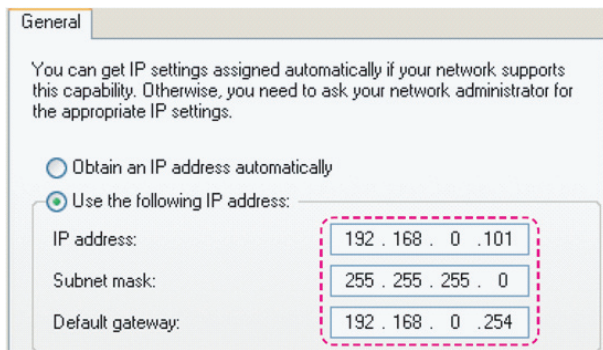 General
You can get IP settings assigned automatically if your network supports
this capability. Otherwise, you need to ask your network administrator for
the appropriate IP settings.
Obtain an IP address automatically
Use the following IP address:
IP address: 192 . 168 . 0 .101
Subnet mask: 255 . 255 . 255 . 0
Default gateway: 192 . 168 . 0 .254